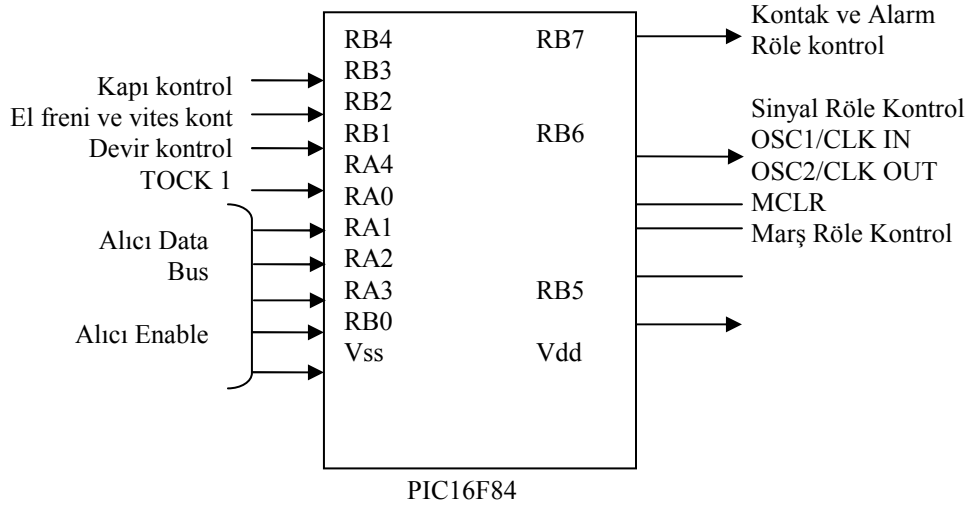 Kapı kontrol
El freni ve vites kont
Devir kontrol
TOCK 1
Alıcı Data
Bus
Alıcı Enable
RB4
RB3
RB2
RB1
RA4
RA0
RA1
RA2
RA3
RB0
Vss
RB7
RB6
RB5
Vdd
Kontak ve Alarm
Röle kontrol
Sinyal Röle Kontrol
OSC1/CLK IN
OSC2/CLK OUT
MCLR
Marş Röle Kontrol
PIC16F84